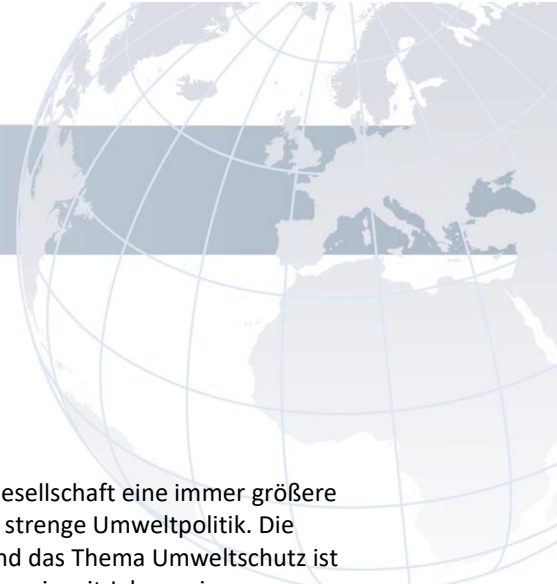 esellschaft eine immer größere
strenge Umweltpolitik. Die
nd das Thema Umweltschutz ist